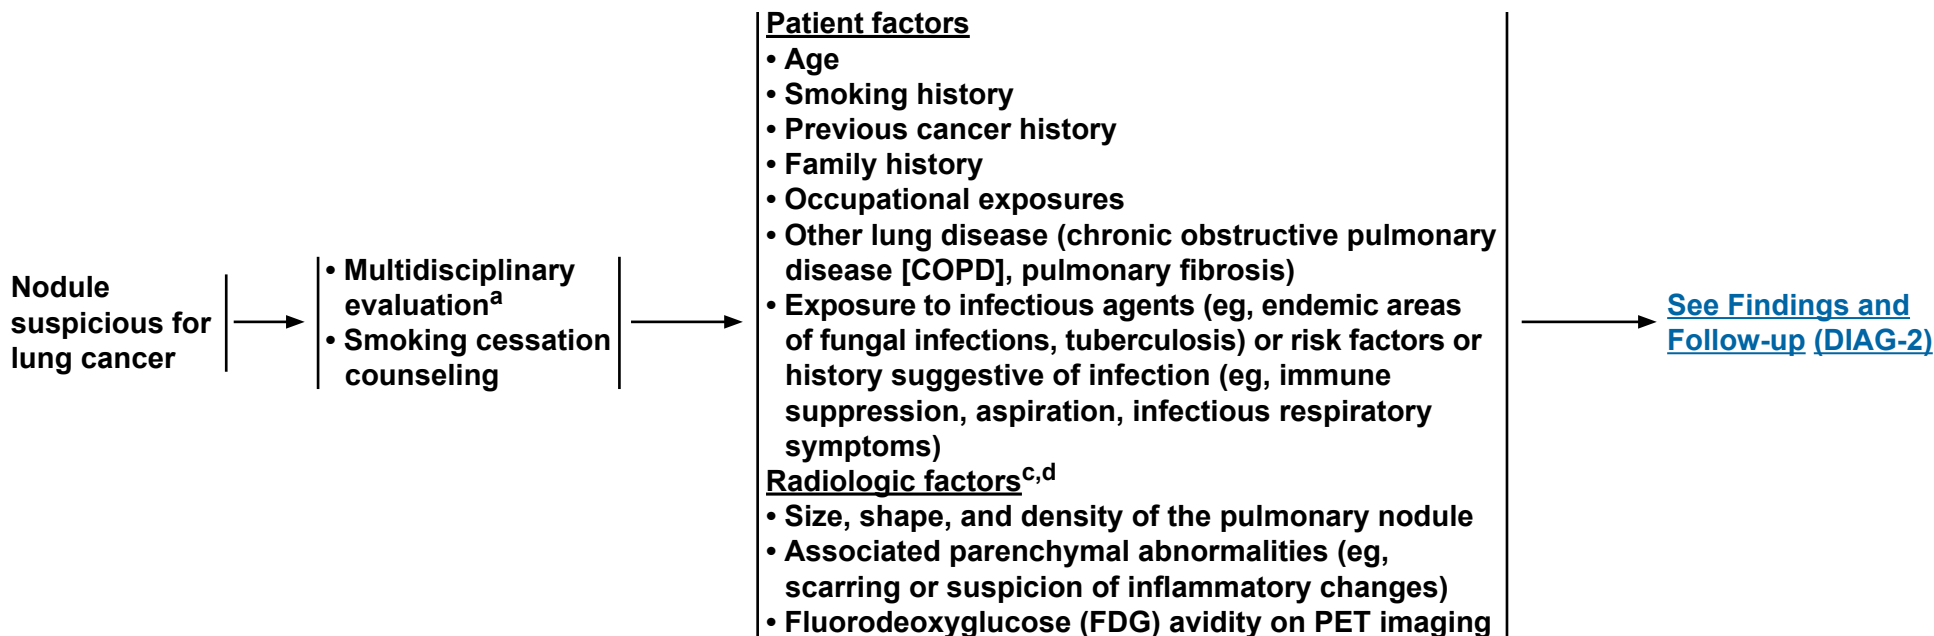 Nodule
suspicious for
lung cancer
• Multidisciplinary
evaluationa
• Smoking cessation
counseling
Patient factors
• Age
• Smoking history
• Previous cancer history
• Family history
• Occupational exposures
• Other lung disease (chronic obstructive pulmonary
disease [COPD], pulmonary fibrosis)
• Exposure to infectious agents (eg, endemic areas
of fungal infections, tuberculosis) or risk factors or
history suggestive of infection (eg, immune
suppression, aspiration, infectious respiratory
symptoms)
Radiologic factorsc,d
• Size, shape, and density of the pulmonary nodule
• Associated parenchymal abnormalities (eg,
scarring or suspicion of inflammatory changes)
• Fluorodeoxyglucose (FDG) avidity on PET imaging
See Findings and
Follow-up (DIAG-2)